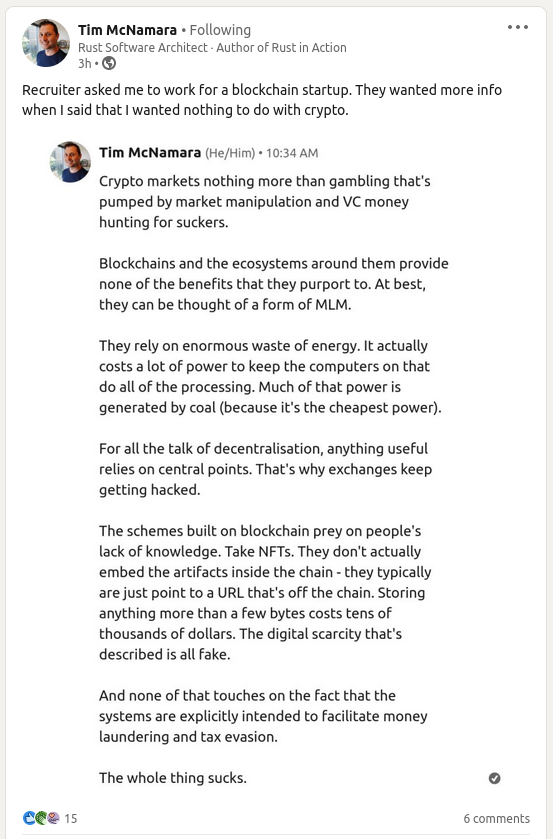 Tim McNamara • Following
Rust Software Architect · Author of Rust in Action
3h •
Recruiter asked me to work for a blockchain startup. They wanted more info
when I said that I wanted nothing to do with crypto.
Tim McNamara (He/Him) • 10:34 AM
Crypto markets nothing more than gambling that's
pumped by market manipulation and VC money
hunting for suckers.
Blockchains and the ecosystems around them provide
none of the benefits that they purport to. At best,
they can be thought of a form of MLM.
They rely on enormous waste of energy. It actually
costs a lot of power to keep the computers on that
do all of the processing. Much of that power is
generated by coal (because it's the cheapest power).
For all the talk of decentralisation, anything useful
relies on central points. That's why exchanges keep
getting hacked.
The schemes built on blockchain prey on people's
lack of knowledge. Take NFTs. They don't actually
embed the artifacts inside the chain - they typically
are just point to a URL that's off the chain. Storing
anything more than a few bytes costs tens of
thousands of dollars. The digital scarcity that's
described is all fake.
And none of that touches on the fact that the
systems are explicitly intended to facilitate money
laundering and tax evasion.
The whole thing sucks.
15
6 comments